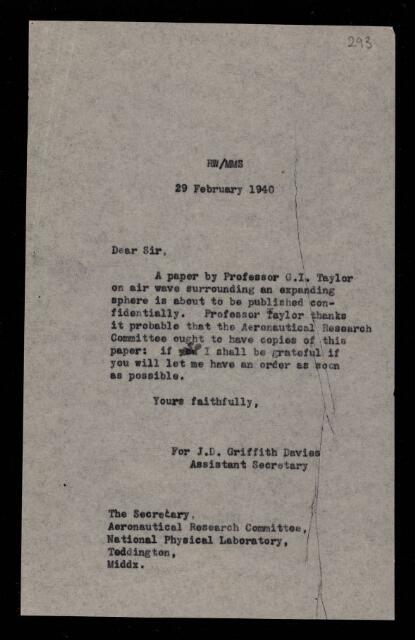 293
RW/MMS
29 February 1940
Dear Sir,
A paper by Professor G.I. Taylor
on air wave surrounding an expanding
sphere is about to be published con-
fidentially. Professor Taylor thanks
it probable that the Aeronautical Research
Committee ought to have copies of this
paper: if I shall be grateful if
you will let me have an order as soon
as possible.
Yours faithfully,
For J.D. Griffith Davies
Assistant Secretary
The Secretary,
Aeronautical Research Committee,
National Physical Laboratory,
Teddington,
Middx.